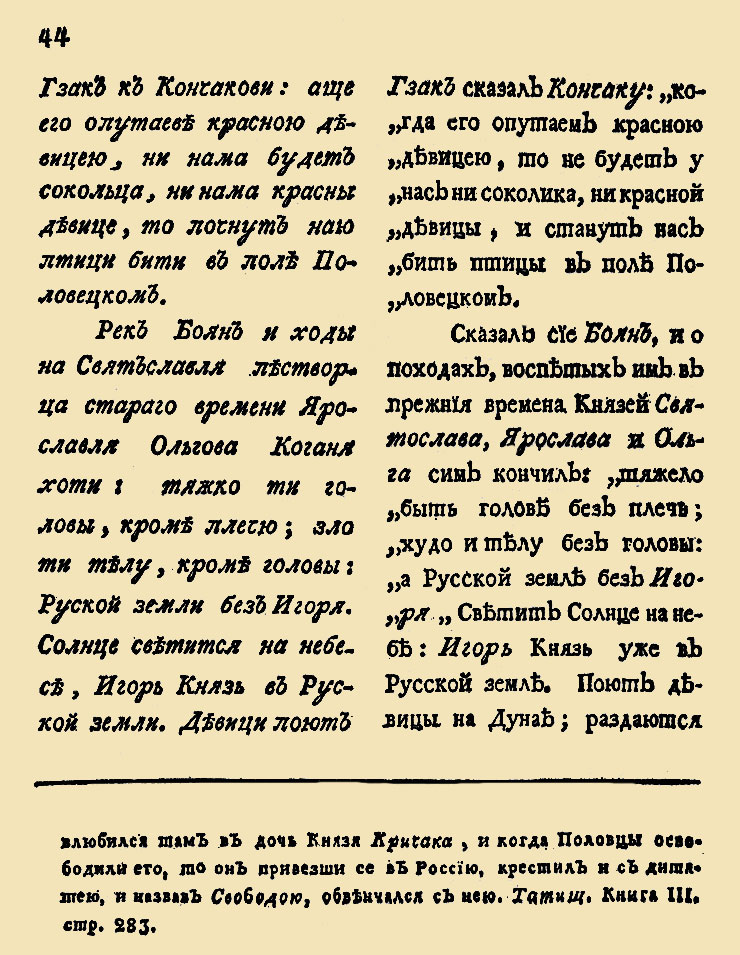 44
Гзакъ къ Кончакови: аще
его опутаевѣ красною дѣ-
вицею, ни нама будетъ
сокольца, ни нама красны
дѣвице, то почнутъ наю
птици бити въ полѣ По-
ловецкомъ.
Рекъ Боянъ и ходы
на Святъславля пѣствор-
ца стараго времени Яро-
славля Ольгова Коганя
хоти: тяжко ти го-
ловы, кромѣ плечю; зло
ти тѣлу, кромѣ головы:
Руской земли безъ Игоря.
Солнце свѣтится на небе-
сѣ, Игорь Князь въ Рус-
кой земли. Дѣвици поютъ
Гзакъ сказалъ Кончаку: „ко-
„гда его опутаемъ красною
„дѣвицею, то не будетъ у
„насъ ни соколика, ни красной
„дѣвицы, и станутъ насъ
„бить птицы въ полѣ По-
„ловецкомъ.
Сказалъ сіе Боянъ, и о
походахъ, воспѣтыхъ имъ въ
прежнія времена Князей Свя-
тослава, Ярослава и Оль-
га симъ кончилъ: „тяжело
„быть головѣ безъ плечь;
„худо и тѣлу безъ головы:
„а Русской землѣ безъ Иго-
„ря „ Свѣтитъ Солнце на не-
бѣ: Игорь Князь уже въ
Русской землѣ. Поютъ дѣ-
вицы на Дунаѣ; раздаются
влюбился тамъ въ дочь Князя Кончака, и когда Половцы осво-
бодили его, то онъ привезши се въ Россію, крестилъ и съ дитя-
тею, и назвавъ Свободою, обвѣнчался съ нею. Татищ. Книга III.
стр. 283.